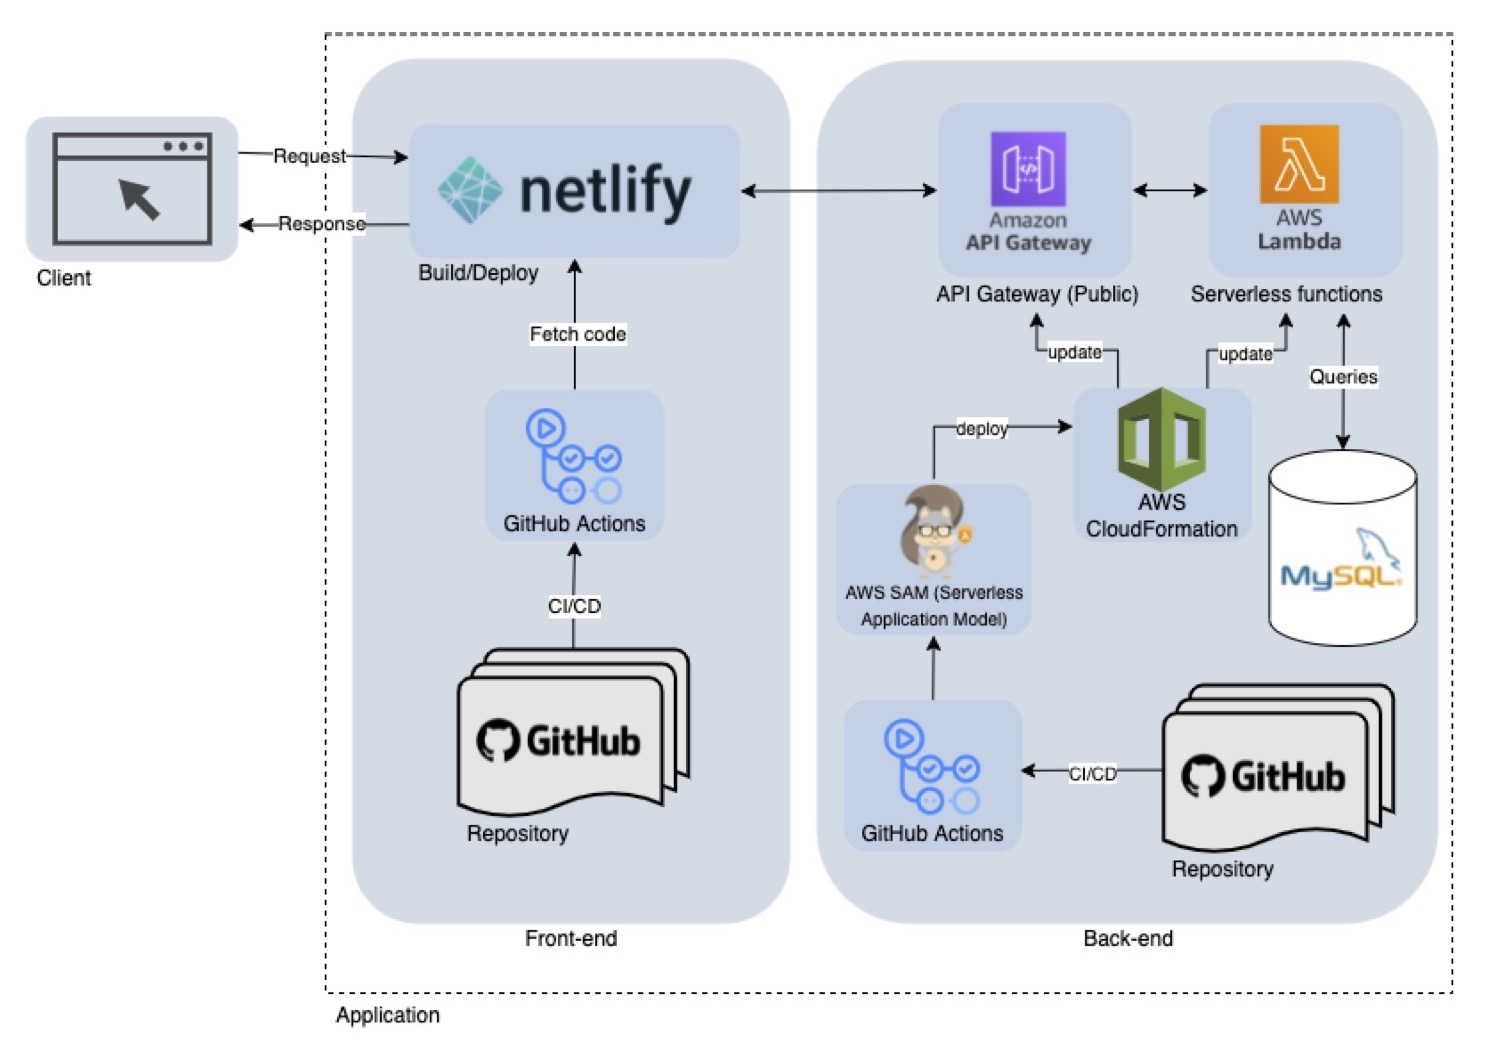 Request
Response
Client
netlify
Build/Deploy
Fetch code
GitHub Actions
CI/CD
GitHub
Repository
Front-end
Amazon
API Gateway
API Gateway (Public)
AWS
Lambda
Serverless functions
update
update
Queries
deploy
AWS
CloudFormation
AWS SAM (Serverless
Application Model)
MySQL
GitHub Actions
CI/CD
GitHub
Repository
Back-end
Application